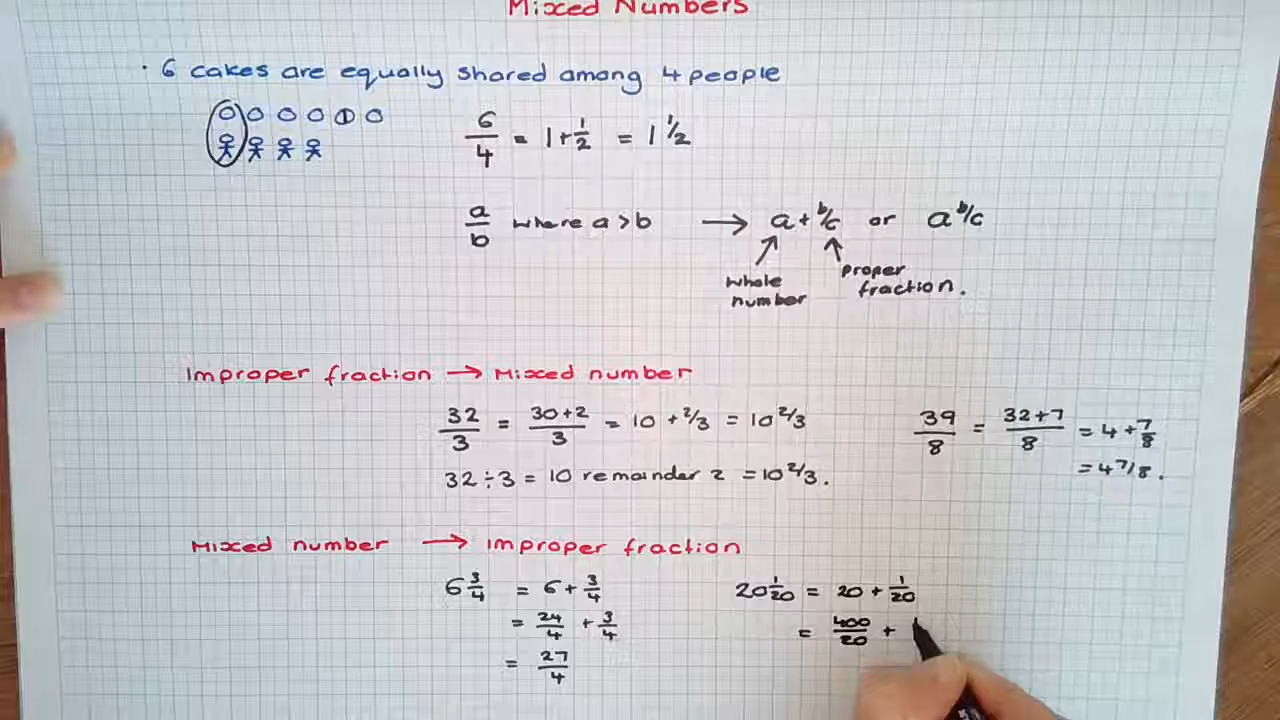 Mixed Numbers
· 6 cakes are equally shared among 4 people
6/4 = 1 + 1/2 = 1 1/2
a/b where a > b → a + b/c or a b/c
whole number
proper fraction.
Improper fraction → Mixed number
32/3 = 30+2/3 = 10 + 2/3 = 10 2/3
32 ÷ 3 = 10 remainder 2 = 10 2/3.
39/8 = 32+7/8 = 4 + 7/8
= 4 7/8.
Mixed number → Improper fraction
6 3/4 = 6 + 3/4
= 24/4 + 3/4
= 27/4
20 1/20 = 20 + 1/20
= 400/20 +